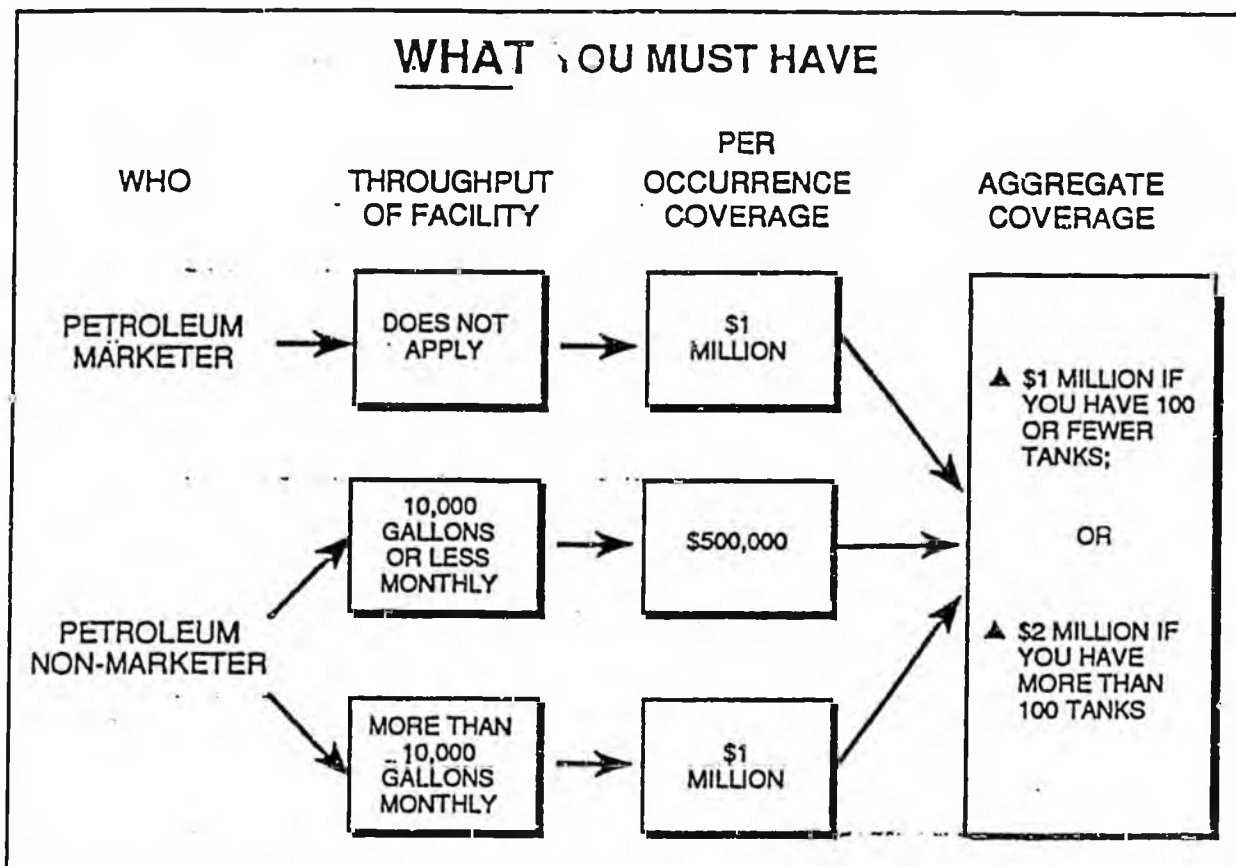 WHAT YOU MUST HAVE
WHO
THROUGHPUT
OF FACILITY
PER
OCCURRENCE
COVERAGE
AGGREGATE
COVERAGE
PETROLEUM
MARKETER
DOES NOT
APPLY
$1
MILLION
PETROLEUM
NON-MARKETER
10,000
GALLONS
OR LESS
MONTHLY
$500,000
MORE THAN
10,000
GALLONS
MONTHLY
$1
MILLION
▲ $1 MILLION IF
YOU HAVE 100
OR FEWER
TANKS;
OR
▲ $2 MILLION IF
YOU HAVE
MORE THAN
100 TANKS